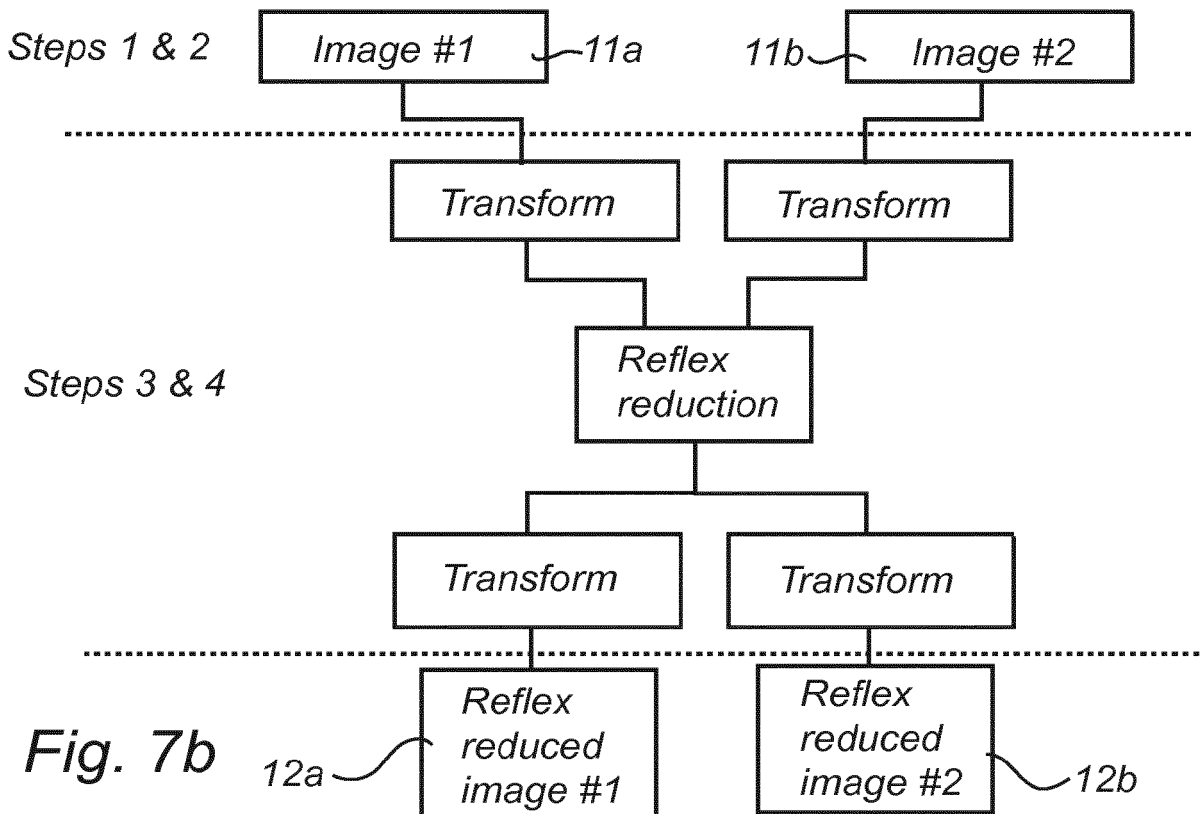 Steps 1 & 2
Image #1
11a
11b
Image #2
Transform
Transform
Steps 3 & 4
Reflex
reduction
Transform
Transform
Reflex
reduced
image #1
Reflex
reduced
image #2
Fig. 7b
12a
12b